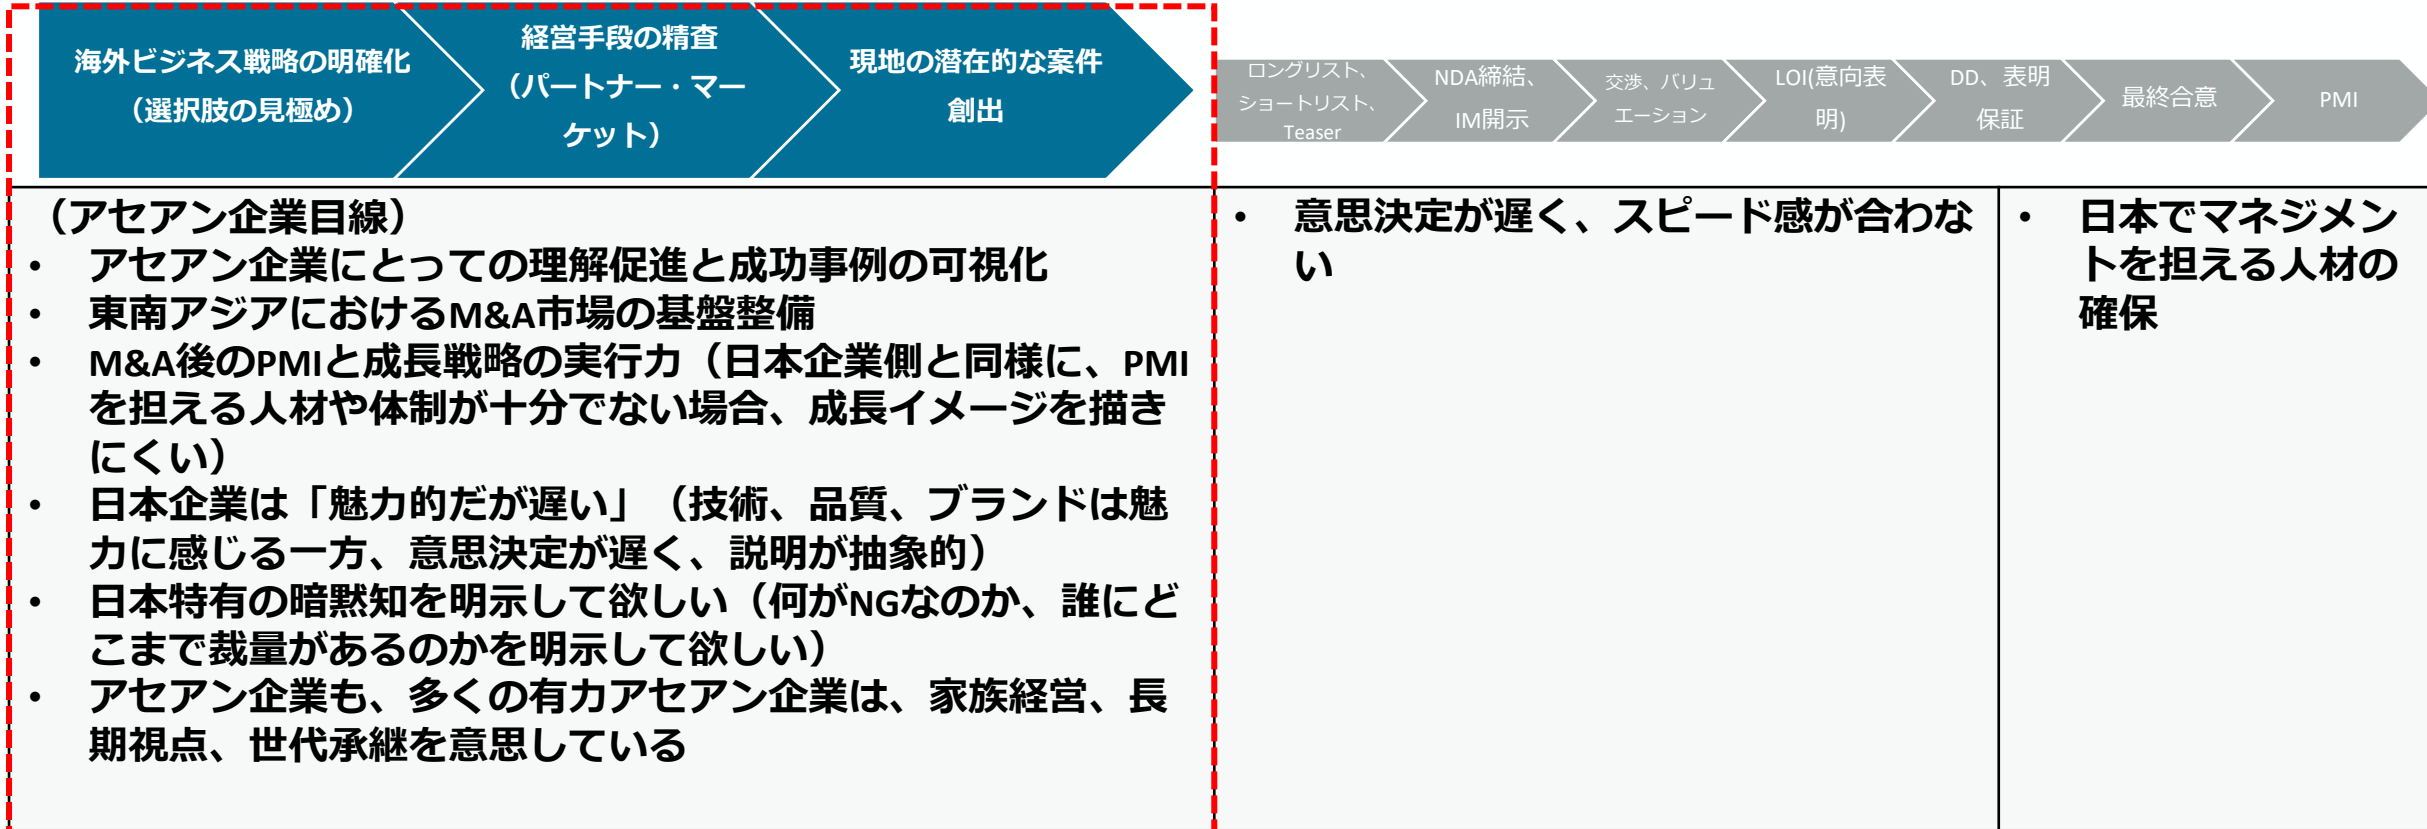 海外ビジネス戦略の明確化
（選択肢の見極め）
経営手段の精査
（パートナー・マー
ケット）
現地の潜在的な案件
創出
ロングリスト、
ショートリスト、
Teaser
NDA締結、
IM開示
交渉、バリュ
エーション
LOI(意向表
明)
DD、表明
保証
最終合意
PMI
（アセアン企業目線）
• アセアン企業にとっての理解促進と成功事例の可視化
• 東南アジアにおけるM&A市場の基盤整備
• M&A後のPMIと成長戦略の実行力（日本企業側と同様に、PMI
を担える人材や体制が十分でない場合、成長イメージを描き
にくい）
• 日本企業は「魅力的だが遅い」（技術、品質、ブランドは魅
力に感じる一方、意思決定が遅く、説明が抽象的）
• 日本特有の暗黙知を明示して欲しい（何がNGなのか、誰にど
こまで裁量があるのかを明示して欲しい）
• アセアン企業も、多くの有力アセアン企業は、家族経営、長
期視点、世代承継を意思している
• 意思決定が遅く、スピード感が合わな
い
• 日本でマネジメン
トを担える人材の
確保